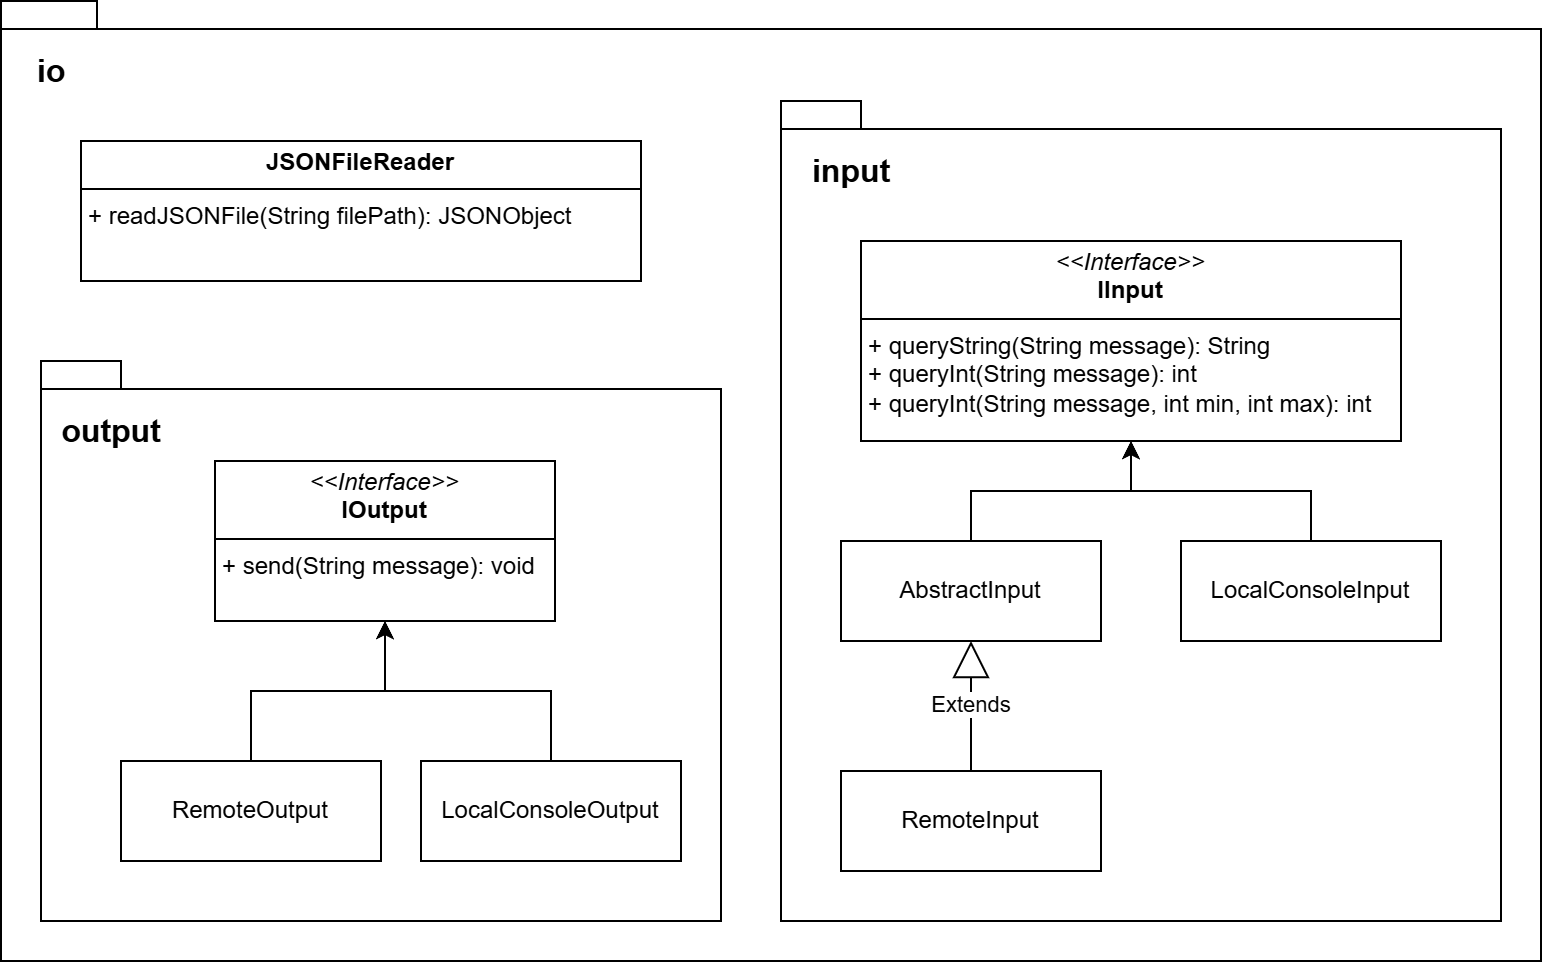 io
JSONFileReader
+ readJSONFile(String filePath): JSONObject
output
<<Interface>>
IOutput
+ send(String message): void
RemoteOutput
LocalConsoleOutput
input
<<Interface>>
IInput
+ queryString(String message): String
+ queryInt(String message): int
+ queryInt(String message, int min, int max): int
AbstractInput
LocalConsoleInput
Extends
RemoteInput